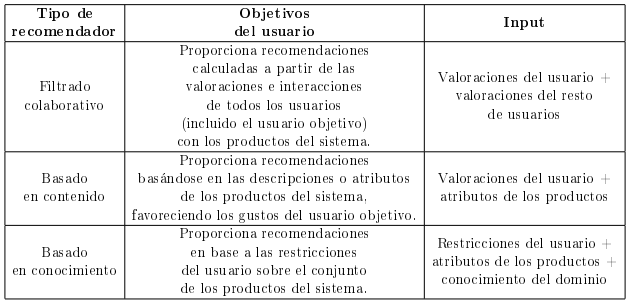 Tipo de
recomendador
Objetivos
del usuario
Input
Filtrado
colaborativo
Proporciona recomendaciones
calculadas a partir de las
valoraciones e interacciones
de todos los usuarios
(incluido el usuario objetivo)
con los productos del sistema.
Valoraciones del usuario +
valoraciones del resto
de usuarios
Basado
en contenido
Proporciona recomendaciones
basándose en las descripciones o atributos
de los productos del sistema,
favoreciendo los gustos del usuario objetivo.
Valoraciones del usuario +
atributos de los productos
Basado
en conocimiento
Proporciona recomendaciones
en base a las restricciones
del usuario sobre el conjunto
de los productos del sistema.
Restricciones del usuario +
atributos de los productos +
conocimiento del dominio